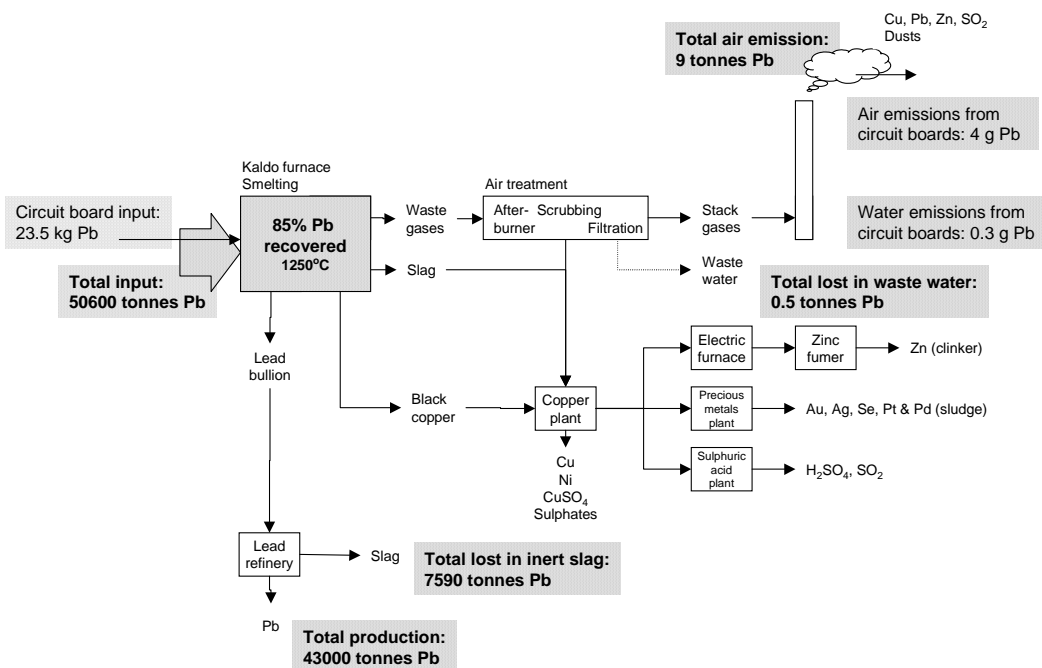 Cu, Pb, Zn, SO₂
Dusts
Total air emission:
9 tonnes Pb
Air emissions from
circuit boards: 4 g Pb
Kaldo furnace
Smelting
Air treatment
Circuit board input:
23.5 kg Pb
85% Pb
recovered
1250°C
Waste
gases
After- Scrubbing
burner Filtration
Stack
gases
Water emissions from
circuit boards: 0.3 g Pb
Slag
Waste
water
Total input:
50600 tonnes Pb
Total lost in waste water:
0.5 tonnes Pb
Lead
bullion
Electric
furnace
Zinc
fumer
Zn (clinker)
Black
copper
Copper
plant
Precious
metals
plant
Au, Ag, Se, Pt & Pd (sludge)
Sulphuric
acid
plant
H₂SO₄, SO₂
Cu
Ni
CuSO₄
Sulphates
Lead
refinery
Slag
Total lost in inert slag:
7590 tonnes Pb
Pb
Total production:
43000 tonnes Pb